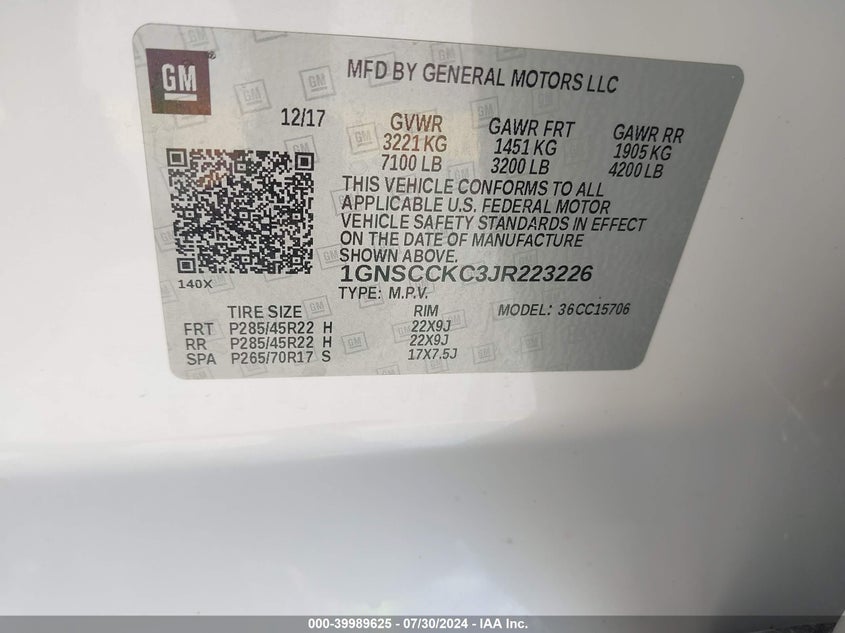 GM
MFD BY GENERAL MOTORS LLC
12/17 GVWR GAWR FRT GAWR RR
3221 KG 1451 KG 1905 KG
7100 LB 3200 LB 4200 LB
THIS VEHICLE CONFORMS TO ALL
APPLICABLE U.S. FEDERAL MOTOR
VEHICLE SAFETY STANDARDS IN EFFECT
ON THE DATE OF MANUFACTURE
SHOWN ABOVE.
140X
1GNSCCKC3JR223226
TYPE: M.P.V.
TIRE SIZE RIM MODEL: 36CC15706
FRT P285/45R22 H 22X9J
RR P285/45R22 H 22X9J
SPA P265/70R17 S 17X7.5J
000-39989625 - 07/30/2024 - IAA Inc.